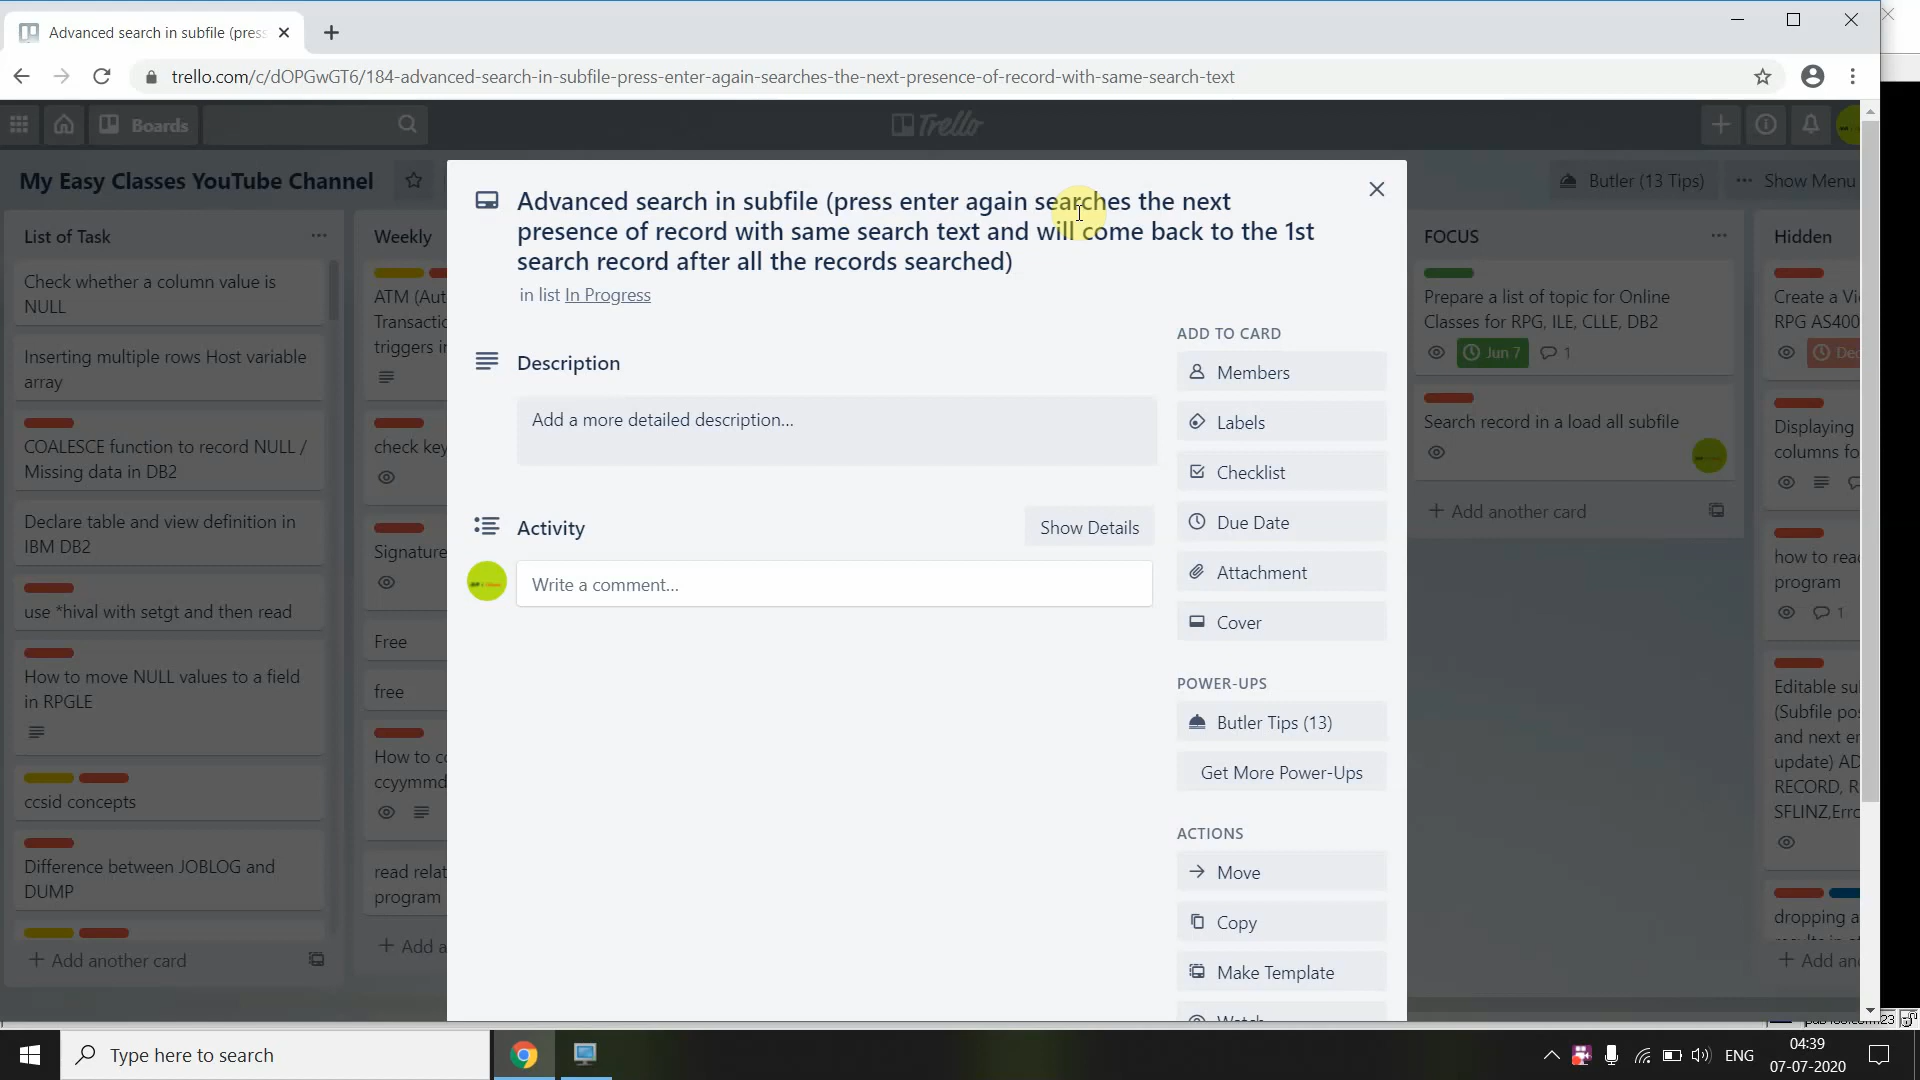 Advanced search in subfile (press
trello.com/c/dOPGwGT6/184-advanced-search-in-subfile-press-enter-again-searches-the-next-presence-of-record-with-same-search-text
Boards
Trello
My Easy Classes YouTube Channel
Butler (13 Tips)
Show Menu
List of Task
Check whether a column value is
NULL
Inserting multiple rows Host variable
array
COALESCE function to record NULL /
Missing data in DB2
Declare table and view definition in
IBM DB2
use *hival with setgt and then read
How to move NULL values to a field
in RPGLE
ccsid concepts
Difference between JOBLOG and
DUMP
+ Add another card
Weekly
ATM (Au
Transactio
triggers i
check key
Signature
Free
free
How to c
ccyymmd
read relat
program
+ Add a
Advanced search in subfile (press enter again searches the next
presence of record with same search text and will come back to the 1st
search record after all the records searched)
in list In Progress
Description
Add a more detailed description...
Activity
Show Details
Write a comment...
ADD TO CARD
Members
Labels
Checklist
Due Date
Attachment
Cover
POWER-UPS
Butler Tips (13)
Get More Power-Ups
ACTIONS
Move
Copy
Make Template
FOCUS
Prepare a list of topic for Online
Classes for RPG, ILE, CLLE, DB2
Jun 7
1
Search record in a load all subfile
+ Add another card
Hidden
Create a Vi
RPG AS400
Dec
Displaying
columns fo
how to rea
program
1
Editable su
(Subfile po
and next e
update) AD
RECORD, R
SFLINZ,Erro
dropping a
+ Add an
Type here to search
ENG
04:39
07-07-2020